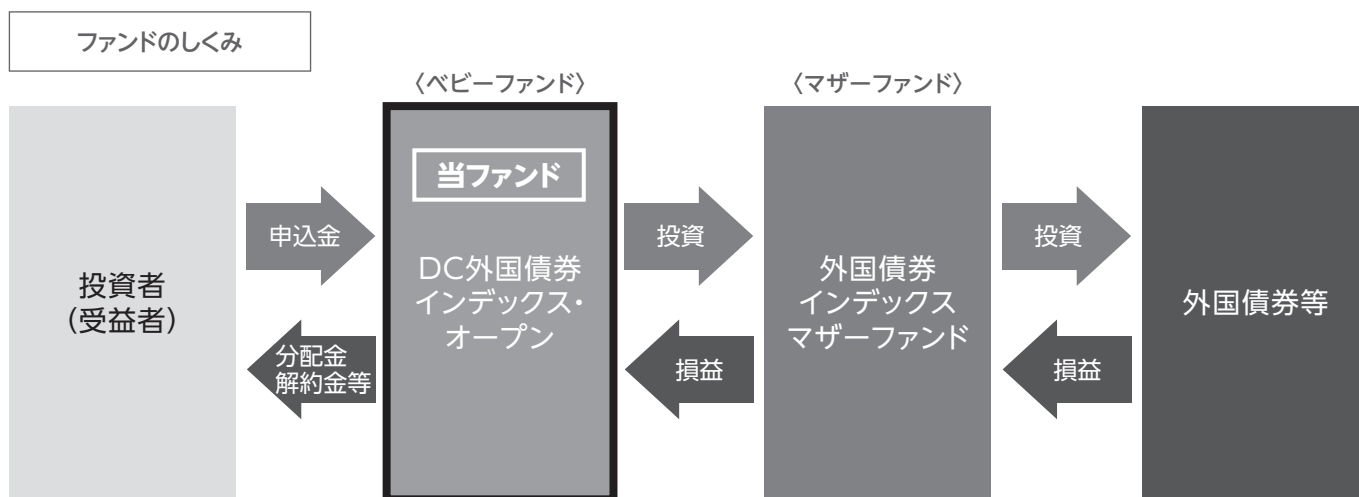 ファンドのしくみ
〈ベビーファンド〉
〈マザーファンド〉
投資者
(受益者)
申込金
分配金
解約金等
当ファンド
DC外国債券
インデックス・
オープン
投資
損益
外国債券
インデックス
マザーファンド
投資
損益
外国債券等